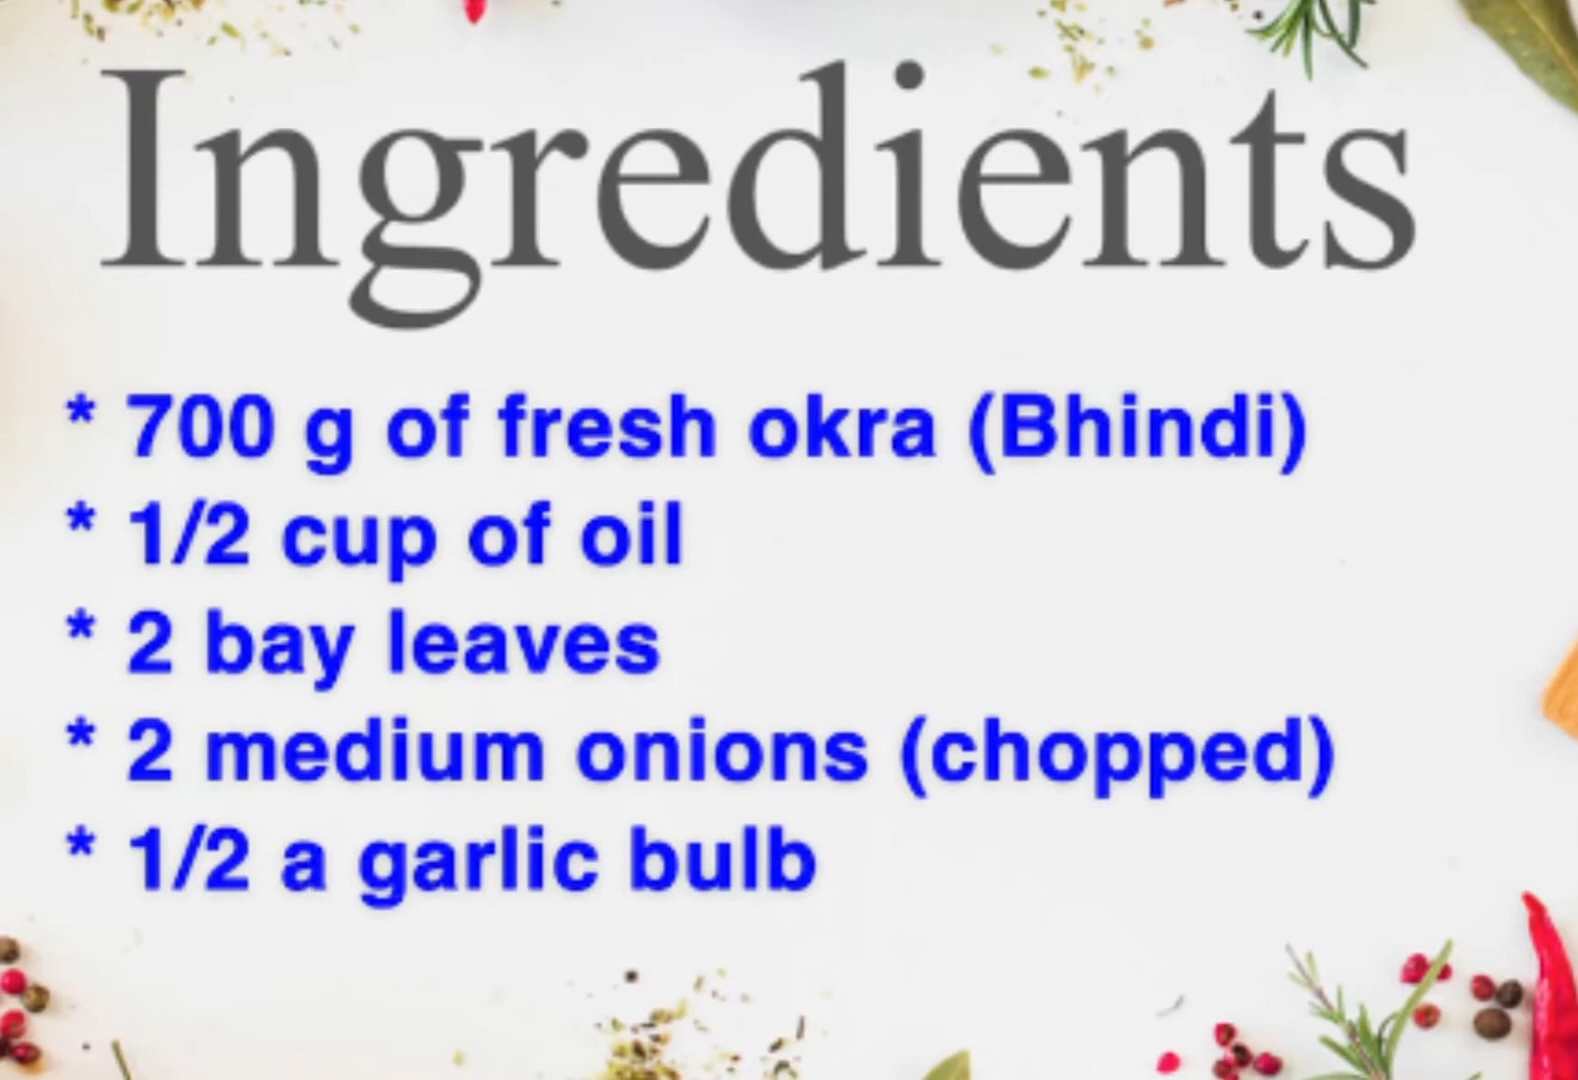 Ingredients
* 700 g of fresh okra (Bhindi)
* 1/2 cup of oil
* 2 bay leaves
* 2 medium onions (chopped)
* 1/2 a garlic bulb